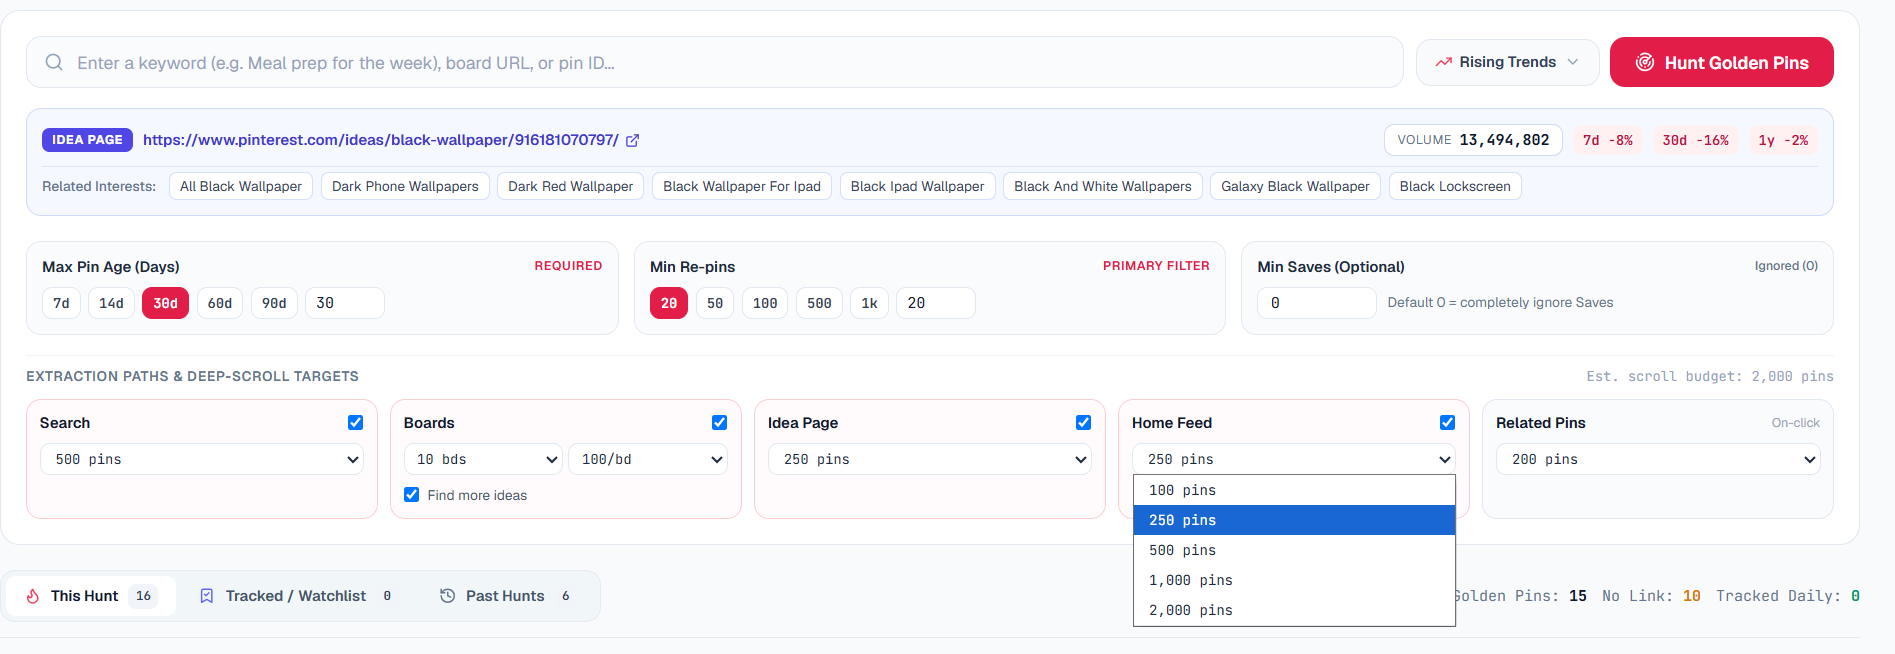 Enter a keyword (e.g. Meal prep for the week), board URL, or pin ID...
Rising Trends
Hunt Golden Pins
IDEA PAGE https://www.pinterest.com/ideas/black-wallpaper/916181070797/
VOLUME 13,494,802 7d -8% 30d -16% 1y -2%
Related Interests: All Black Wallpaper Dark Phone Wallpapers Dark Red Wallpaper Black Wallpaper For Ipad Black Ipad Wallpaper Black And White Wallpapers Galaxy Black Wallpaper Black Lockscreen
Max Pin Age (Days) REQUIRED
7d 14d 30d 60d 90d 30
Min Re-pins PRIMARY FILTER
20 50 100 500 1k 20
Min Saves (Optional) Ignored (0)
0 Default 0 = completely ignore Saves
EXTRACTION PATHS & DEEP-SCROLL TARGETS
Est. scroll budget: 2,000 pins
Search
500 pins
Boards
10 bds 100/bd
Find more ideas
Idea Page
250 pins
Home Feed
250 pins
100 pins
250 pins
500 pins
1,000 pins
2,000 pins
Related Pins On-click
200 pins
This Hunt 16 Tracked / Watchlist 0 Past Hunts 6
Golden Pins: 15 No Link: 10 Tracked Daily: 0